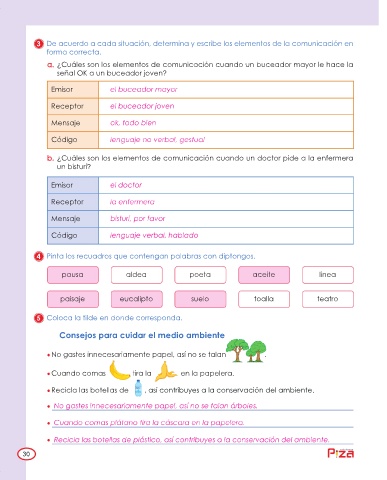 3 De acuerdo a cada situación, determina y escribe los elementos de la comunicación en
forma correcta.
a. ¿Cuáles son los elementos de comunicación cuando un buceador mayor le hace la
señal OK a un buceador joven?
Emisor el buceador mayor
Receptor el buceador joven
Mensaje ok, todo bien
Código lenguaje no verbal, gestual
b. ¿Cuáles son los elementos de comunicación cuando un doctor pide a la enfermera
un bisturí?
Emisor el doctor
Receptor la enfermera
Mensaje bisturí, por favor
Código lenguaje verbal, hablado
4 Pinta los recuadros que contengan palabras con diptongos.
pausa aldea poeta aceite línea
paisaje eucalipto suelo toalla teatro
5 Coloca la tilde en donde corresponda.
Consejos para cuidar el medio ambiente
• No gastes innecesariamente papel, así no se talan .
• Cuando comas tira la en la papelera.
• Recicla las botellas de , así contribuyes a la conservación del ambiente.
• No gastes innecesariamente papel, así no se talan árboles.
• Cuando comas plátano tira la cáscara en la papelera.
• Recicla las botellas de plástico, así contribuyes a la conservación del ambiente.
30 Piza